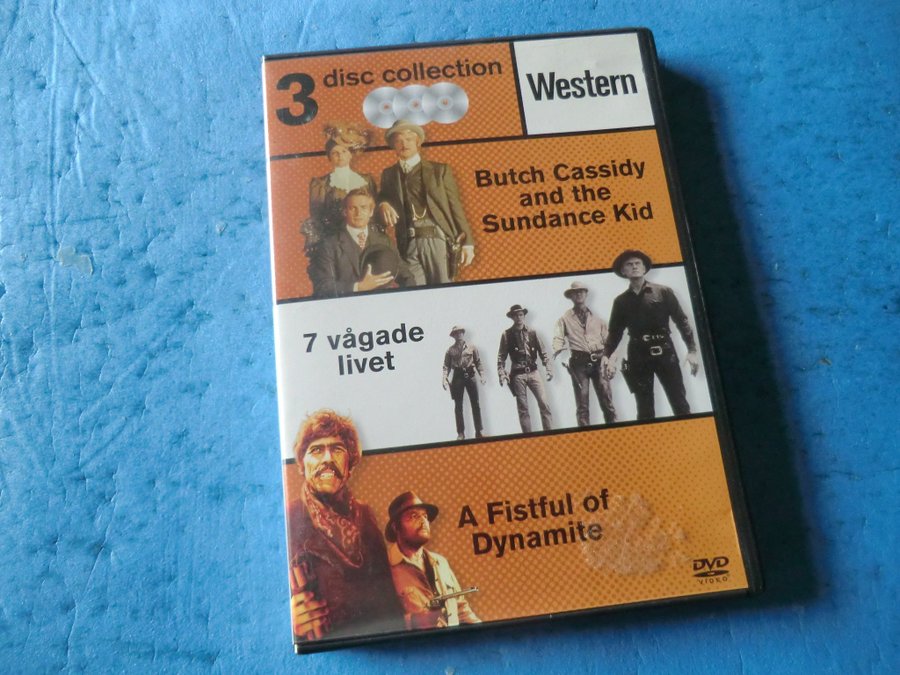 3 disc collection
Western
Butch Cassidy
and the
Sundance Kid
7 vågade
livet
A Fistful of
Dynamite
DVD
VIDEO